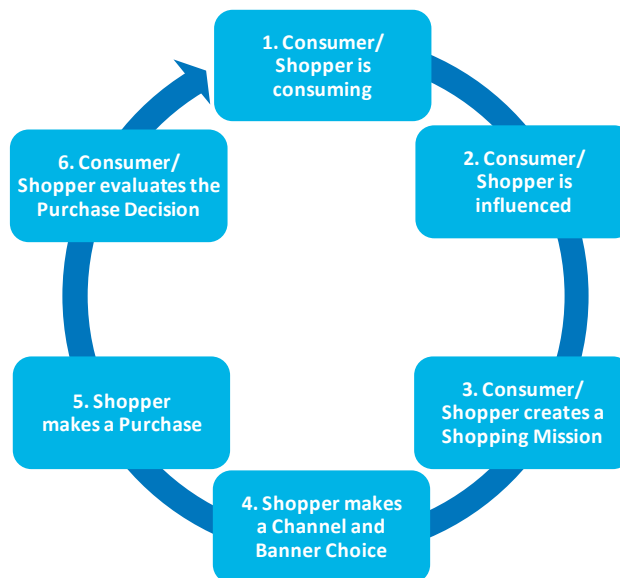 1. Consumer/
Shopper is
consuming
2. Consumer/
Shopper is
influenced
3. Consumer/
Shopper creates a
Shopping Mission
4. Shopper makes
a Channel and
Banner Choice
5. Shopper
makes a Purchase
6. Consumer/
Shopper evaluates the
Purchase Decision